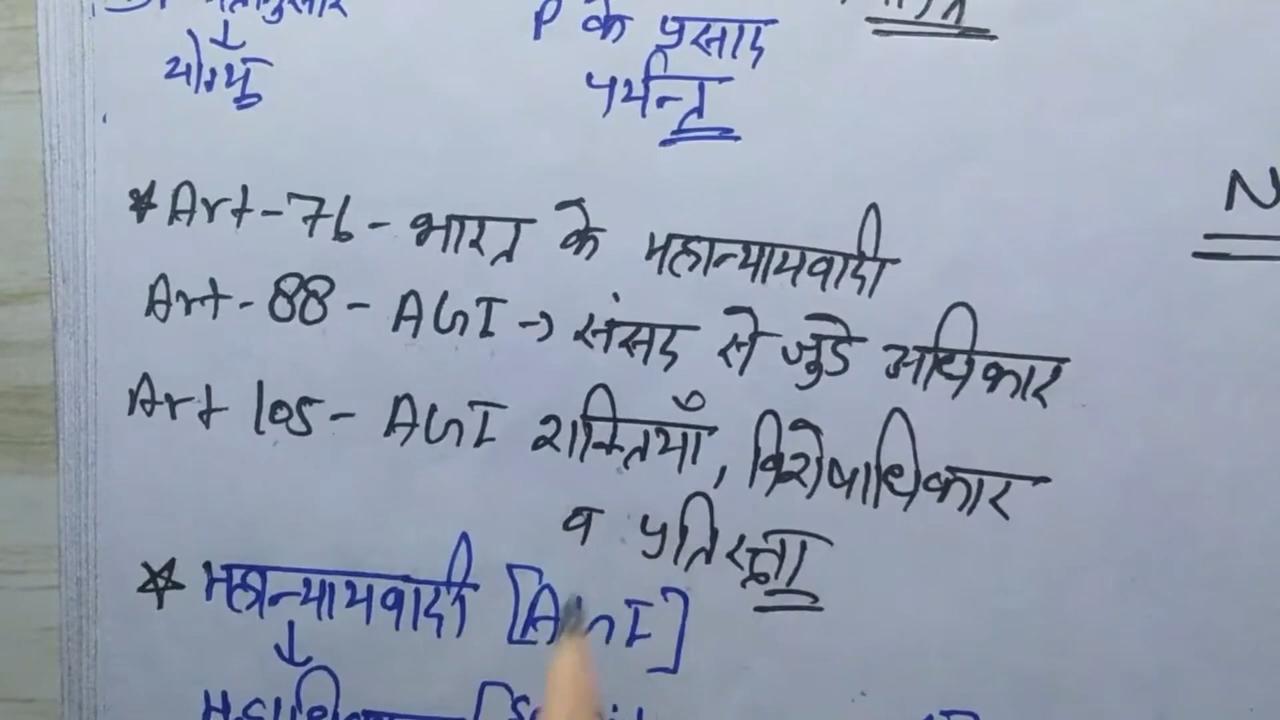 P के प्रसाद
योग्य
पर्यन्त
*Art-76-भारत के महान्यायवादी
Art-88-AGI→संसद से जुडे अधिकार
Art 105-AGI शक्तियाँ, विशेषाधिकार
व प्रतिरक्षा
☆ महान्यायवादी [AGI]
↓
N